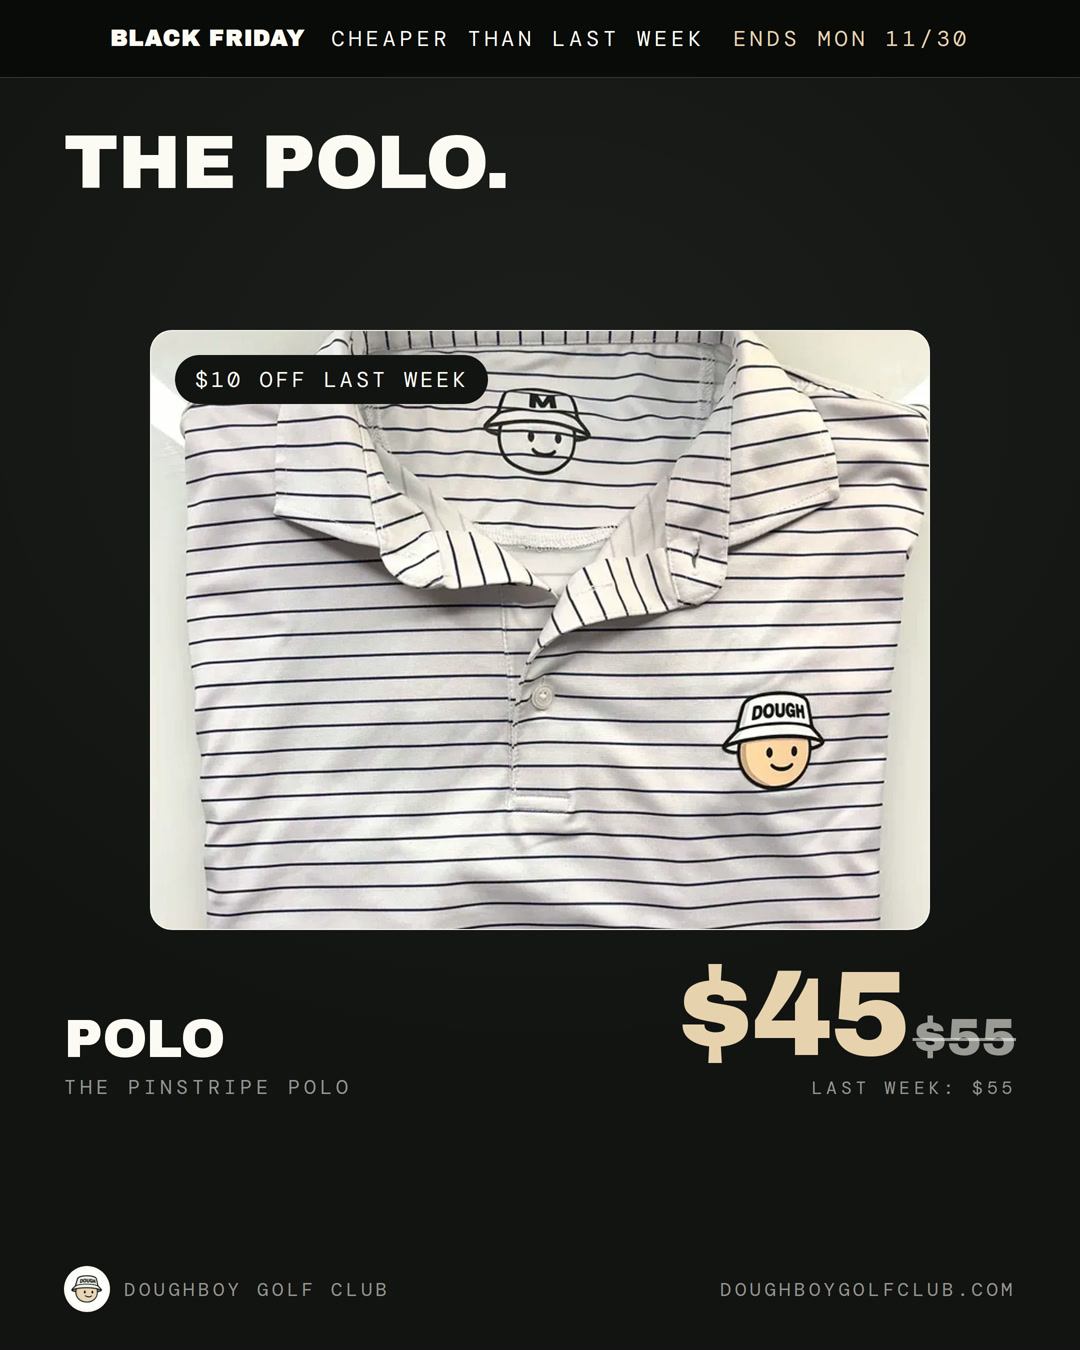 BLACK FRIDAY CHEAPER THAN LAST WEEK ENDS MON 11/30
THE POLO.
$10 OFF LAST WEEK
M
DOUGH
$45 $55
POLO
THE PINSTRIPE POLO
LAST WEEK: $55
DOUGH
DOUGHBOY GOLF CLUB
DOUGHBOYGOLFCLUB.COM